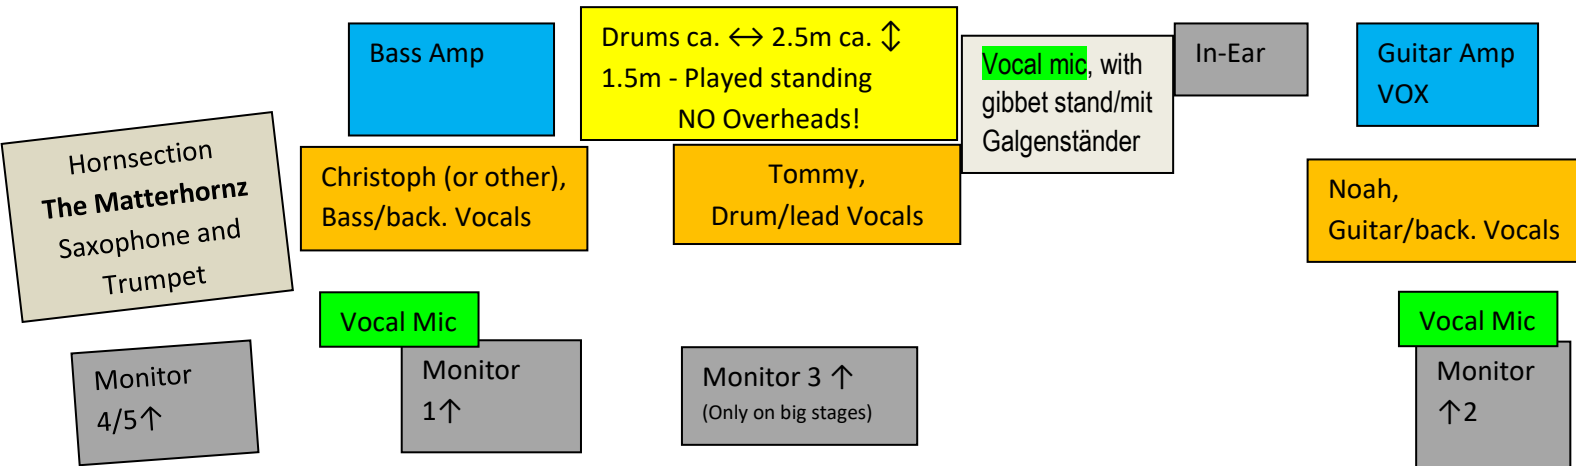 Bass Amp
Drums ca. ↔ 2.5m ca. ↕
1.5m - Played standing
NO Overheads!
Vocal mic, with
gibbet stand/mit
Galgenständer
In-Ear
Guitar Amp
VOX
Hornsection
The Matterhornz
Saxophone and
Trumpet
Christoph (or other),
Bass/back. Vocals
Tommy,
Drum/lead Vocals
Noah,
Guitar/back. Vocals
Vocal Mic
Vocal Mic
Monitor
4/5↑
Monitor
1↑
Monitor 3 ↑
(Only on big stages)
Monitor
↑2